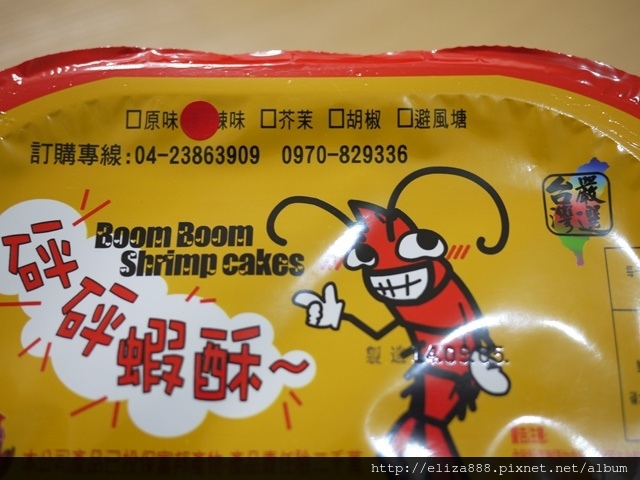 □原味 辣味 □芥茉 □胡椒 □避風塘
訂購專線:04-23863909 0970-829336
嚴選
台灣
Boom Boom
Shrimp cakes
砰砰蝦酥~
製造 14.09.05.
http://eliza888.pixnet.net/album